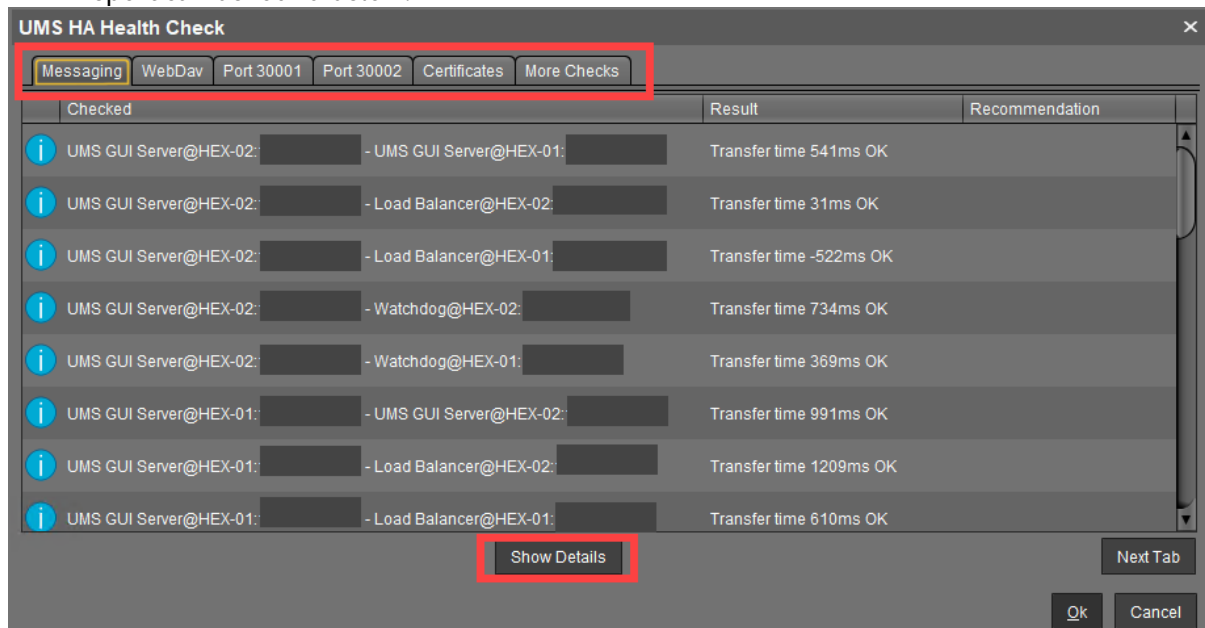 UMS HA Health Check
Messaging WebDav Port 30001 Port 30002 Certificates More Checks
Checked Result Recommendation
UMS GUI Server@HEX-02: - UMS GUI Server@HEX-01: Transfer time 541ms OK
UMS GUI Server@HEX-02: - Load Balancer@HEX-02: Transfer time 31ms OK
UMS GUI Server@HEX-02: - Load Balancer@HEX-01: Transfer time -522ms OK
UMS GUI Server@HEX-02: - Watchdog@HEX-02: Transfer time 734ms OK
UMS GUI Server@HEX-02: - Watchdog@HEX-01: Transfer time 369ms OK
UMS GUI Server@HEX-01: - UMS GUI Server@HEX-02: Transfer time 991ms OK
UMS GUI Server@HEX-01: - Load Balancer@HEX-02: Transfer time 1209ms OK
UMS GUI Server@HEX-01: - Load Balancer@HEX-01: Transfer time 610ms OK
Show Details Next Tab
Ok Cancel